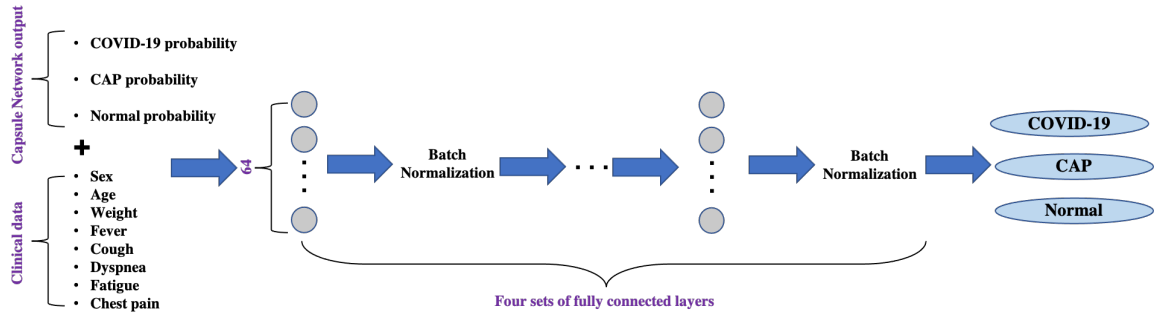 Capsule Network output
• COVID-19 probability
• CAP probability
• Normal probability
+
Clinical data
• Sex
• Age
• Weight
• Fever
• Cough
• Dyspnea
• Fatigue
• Chest pain
64
Batch
Normalization
...
Batch
Normalization
COVID-19
CAP
Normal
Four sets of fully connected layers